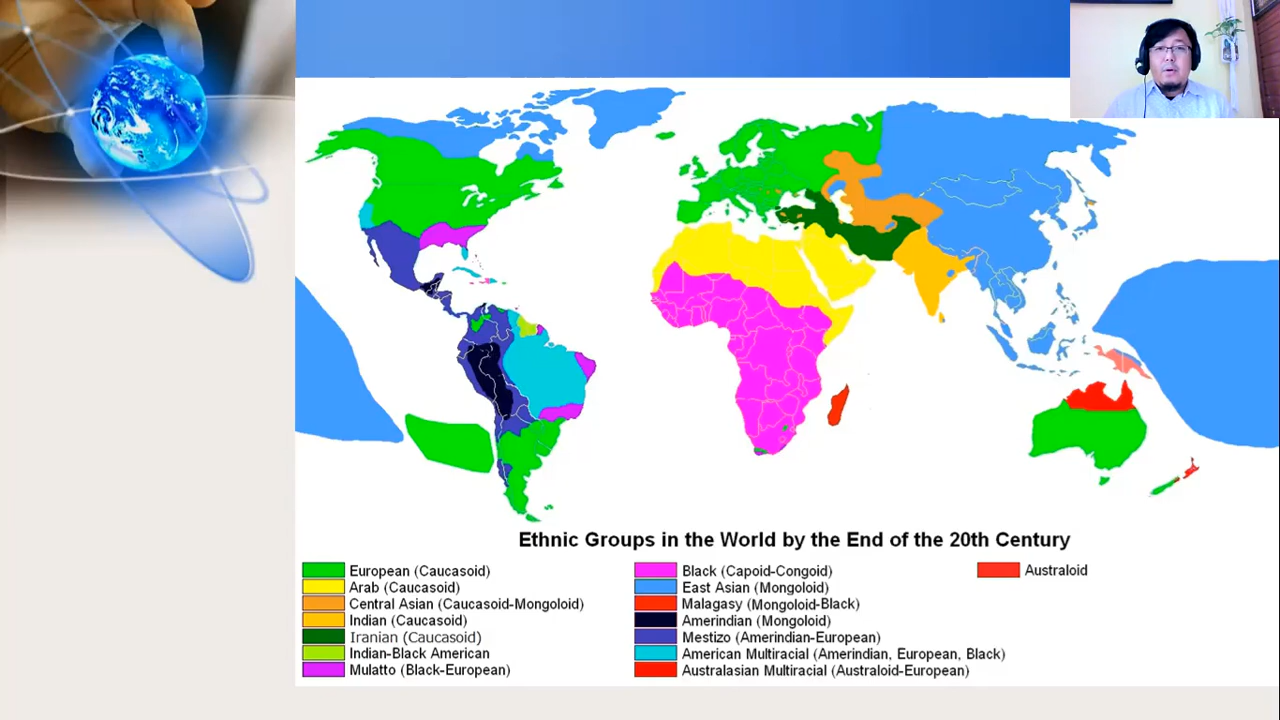 Ethnic Groups in the World by the End of the 20th Century
European (Caucasoid)
Arab (Caucasoid)
Central Asian (Caucasoid-Mongoloid)
Indian (Caucasoid)
Iranian (Caucasoid)
Indian-Black American
Mulatto (Black-European)
Black (Capoid-Congoid)
East Asian (Mongoloid)
Malagasy (Mongoloid-Black)
Amerindian (Mongoloid)
Mestizo (Amerindian-European)
American Multiracial (Amerindian, European, Black)
Australasian Multiracial (Australoid-European)
Australoid